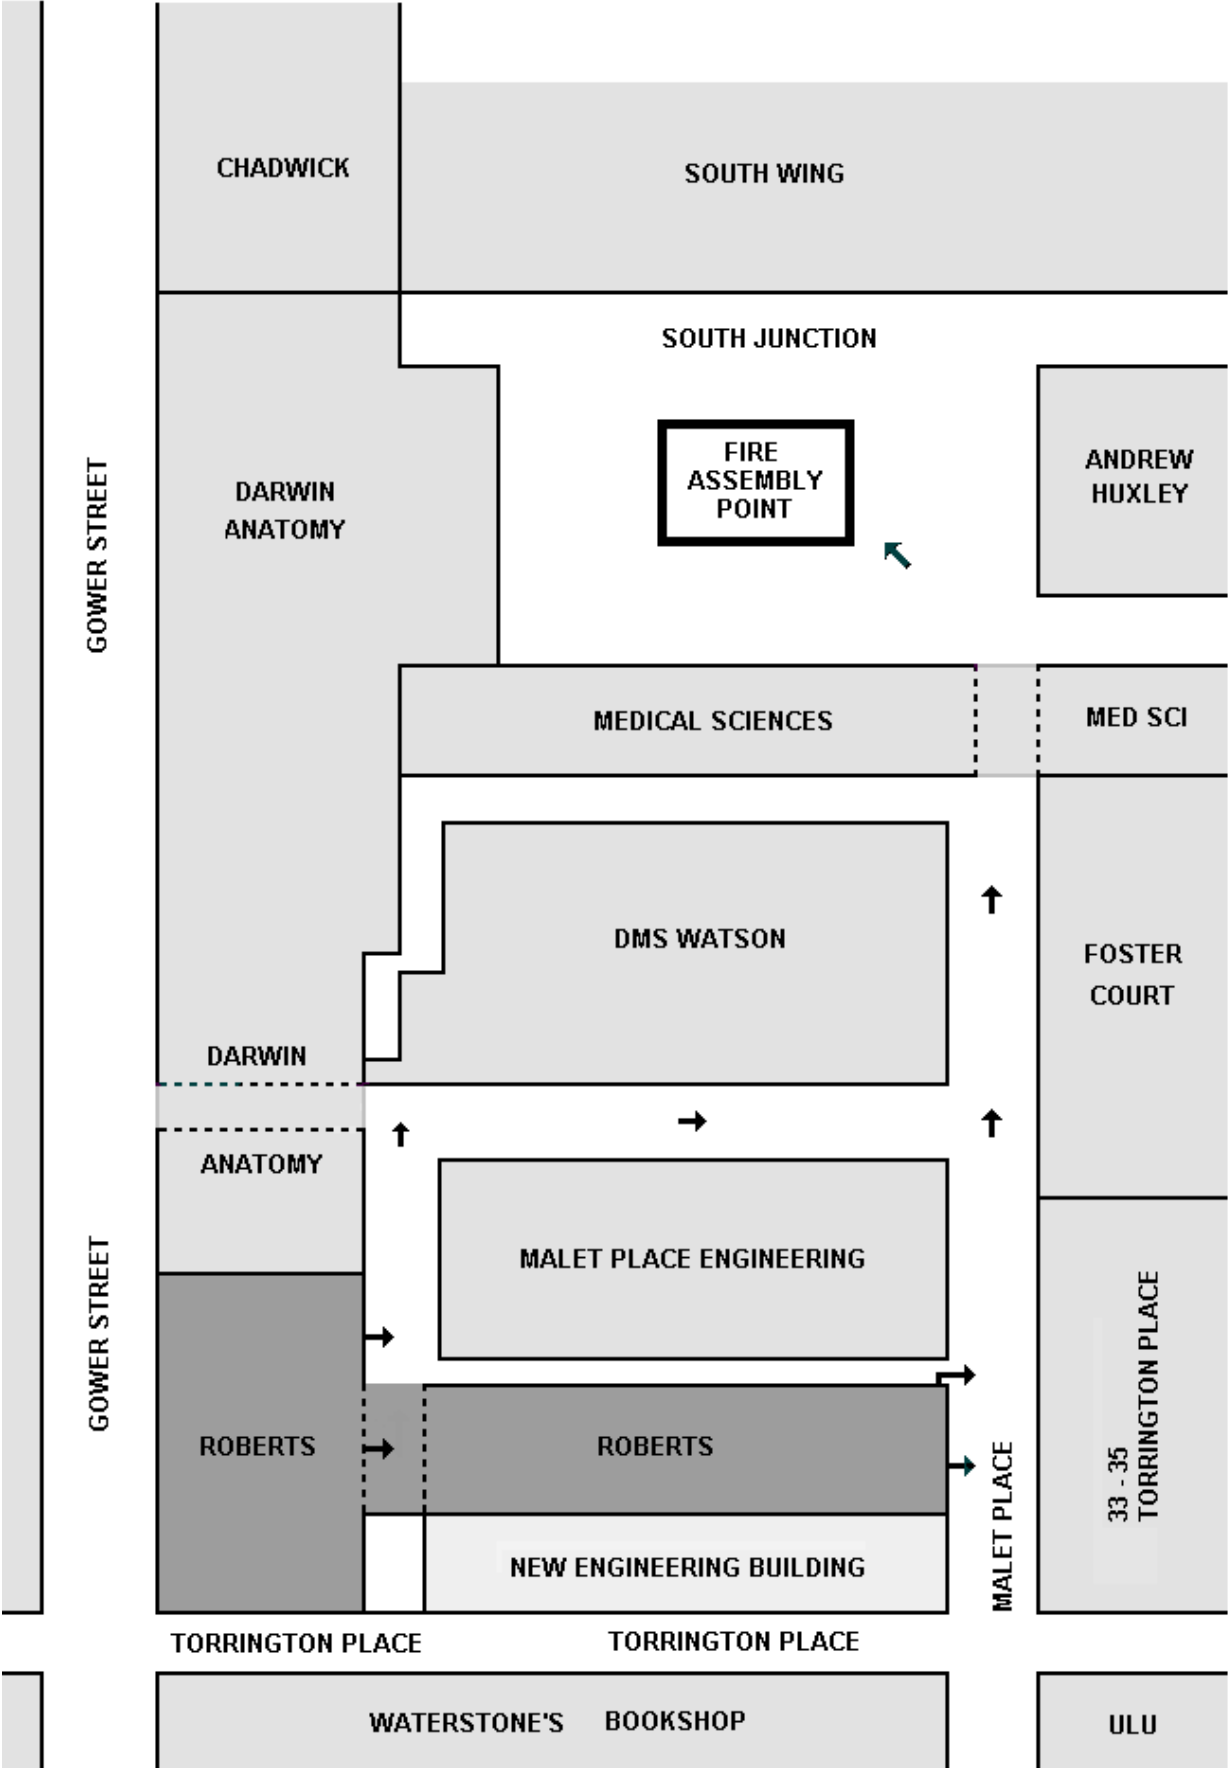 CHADWICK
SOUTH WING
SOUTH JUNCTION
FIRE
ASSEMBLY
POINT
ANDREW
HUXLEY
DARWIN
ANATOMY
GOWER STREET
MEDICAL SCIENCES
MED SCI
DMS WATSON
FOSTER
COURT
DARWIN
ANATOMY
MALET PLACE ENGINEERING
GOWER STREET
33 - 35
TORRINGTON PLACE
ROBERTS
ROBERTS
MALET PLACE
NEW ENGINEERING BUILDING
TORRINGTON PLACE
TORRINGTON PLACE
WATERSTONE'S BOOKSHOP
ULU